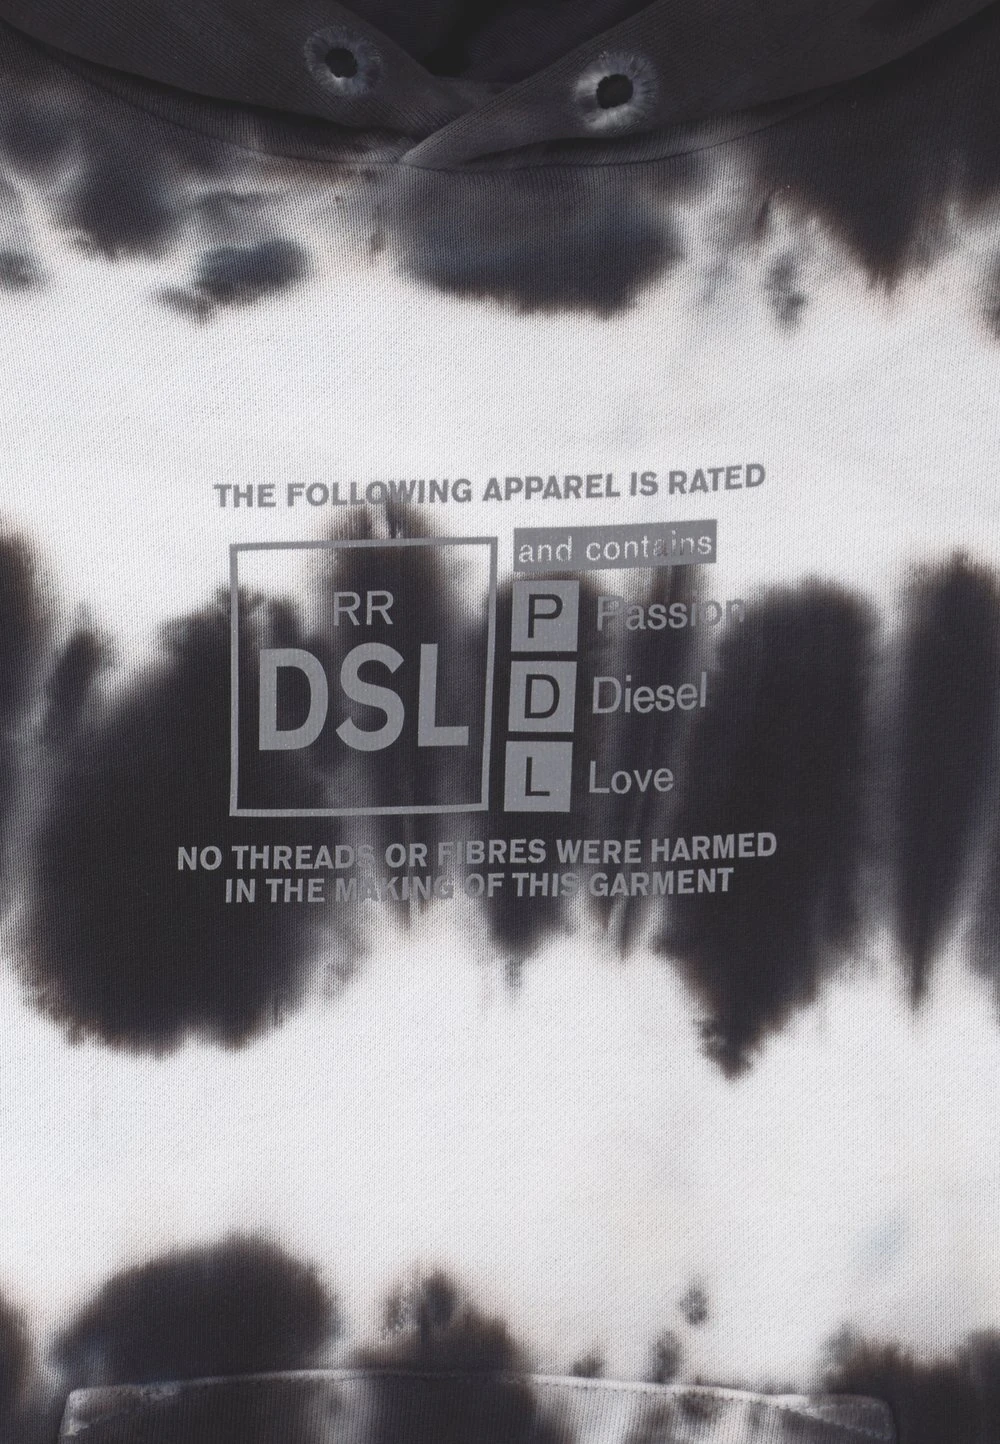 THE FOLLOWING APPAREL IS RATED
RR
DSL
and contains
P Passion
D Diesel
L Love
NO THREADS OR FIBRES WERE HARMED
IN THE MAKING OF THIS GARMENT